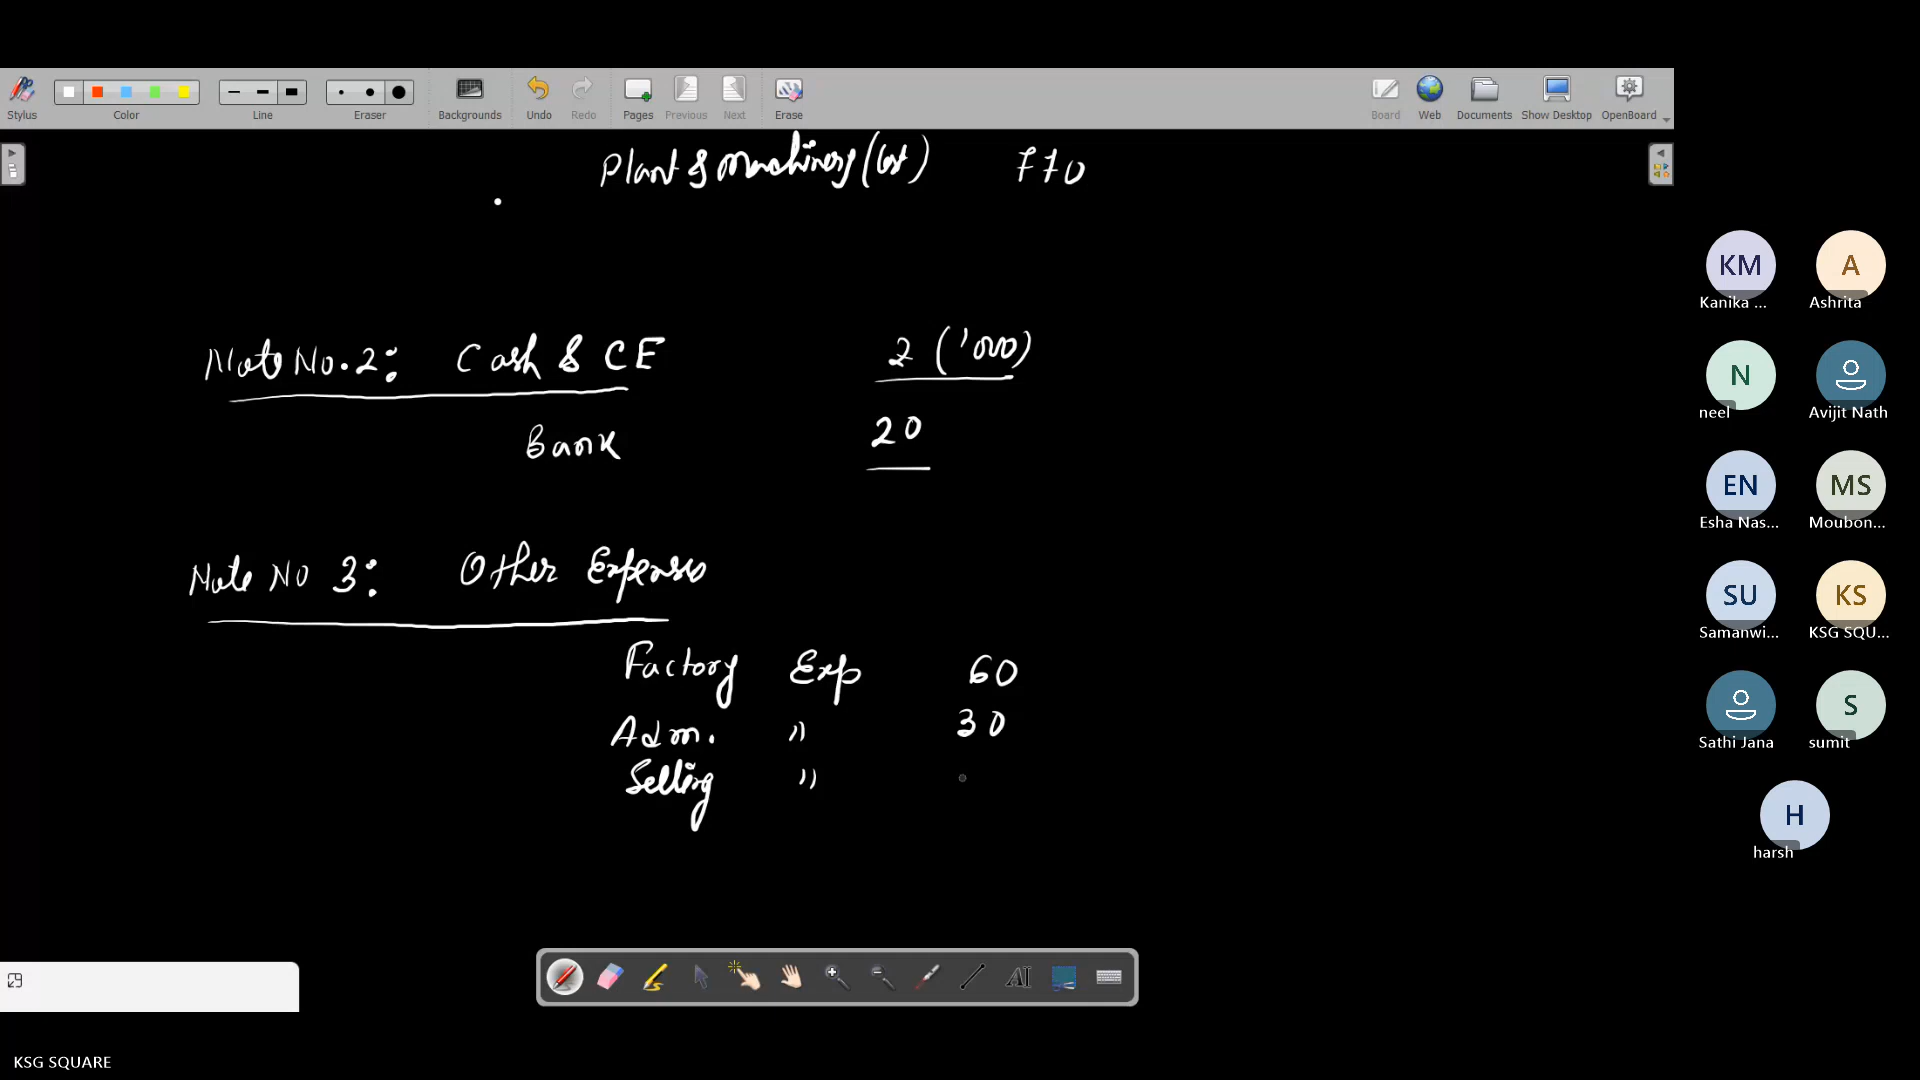 Stylus
Color
Line
Eraser
Backgrounds
Undo
Redo
Pages
Previous
Next
Erase
Board
Web
Documents
Show Desktop
OpenBoard
Plant & Machinery (Cost) 770
Note No. 2: Cash & CE ₹ ('000)
Bank 20
Note No 3: Other Expenses
Factory Exp 60
Adm. " 30
Selling "
KM
Kanika ...
A
Ashrita
N
neel
Avijit Nath
EN
Esha Nas...
MS
Moubon...
SU
Samanwi...
KS
KSG SQU...
Sathi Jana
S
sumit
H
harsh
AI
KSG SQUARE